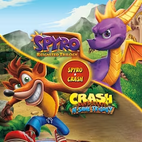 SPYRO
REIGNITED TRILOGY
SPYRO
+
CRASH
CRASH
BANDICOOT
N. SANE TRILOGY